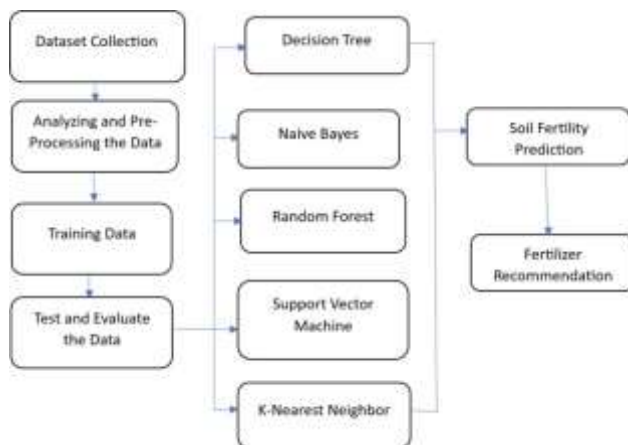 Dataset Collection
Analyzing and Pre-
Processing the Data
Training Data
Test and Evaluate
the Data
Decision Tree
Naive Bayes
Random Forest
Support Vector
Machine
K-Nearest Neighbor
Soil Fertility
Prediction
Fertilizer
Recommendation